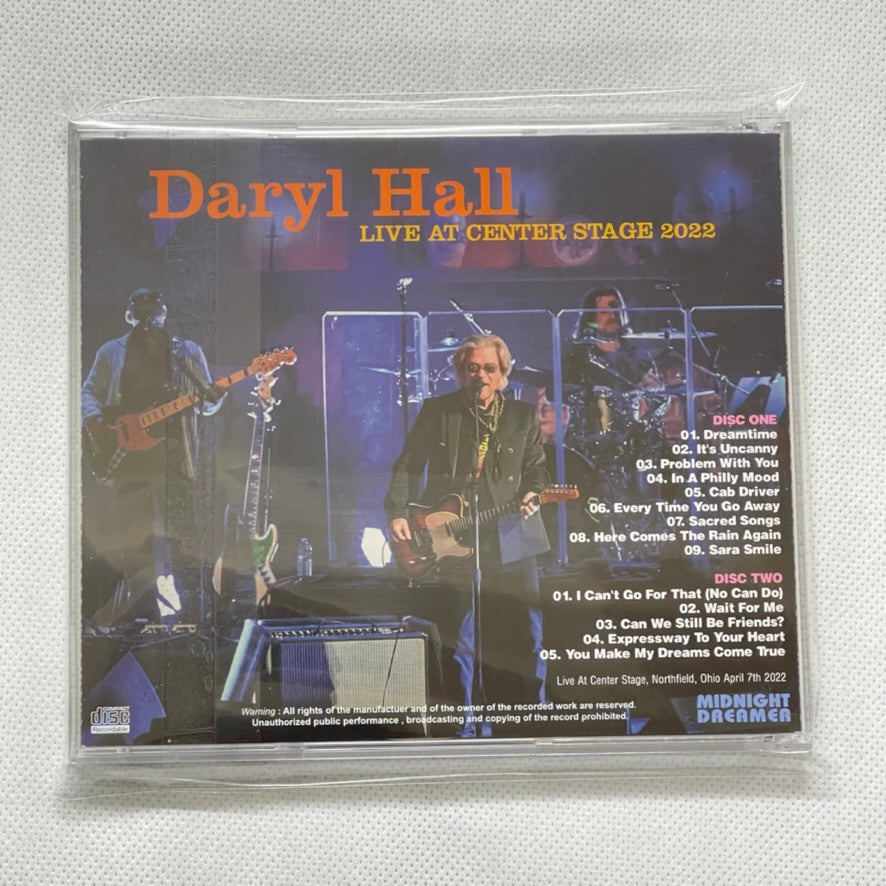 Daryl Hall
LIVE AT CENTER STAGE 2022
DISC ONE
01. Dreamtime
02. It's Uncanny
03. Problem With You
04. In A Philly Mood
05. Cab Driver
06. Every Time You Go Away
07. Sacred Songs
08. Here Comes The Rain Again
09. Sara Smile
DISC TWO
01. I Can't Go For That (No Can Do)
02. Wait For Me
03. Can We Still Be Friends?
04. Expressway To Your Heart
05. You Make My Dreams Come True
Live At Center Stage, Northfield, Ohio April 7th 2022
Warning : All rights of the manufactuer and of the owner of the recorded work are reserved.
Unauthorized public performance , broadcasting and copying of the record prohibited.
COMPACT
disc
Recordable
MIDNIGHT
DREAMER